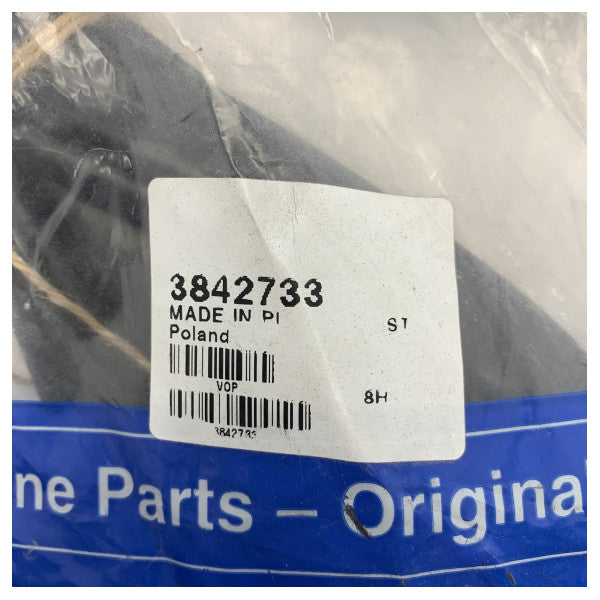 3842733
MADE IN PL
Poland
ST
VOP
8H
3842733
ne Parts – Original